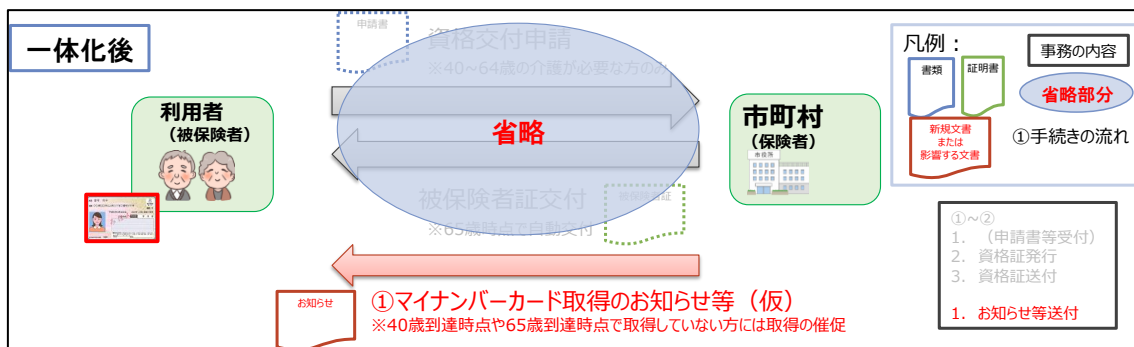 一体化後
申請書
資格交付申請
※40~64歳の介護が必要な方のみ
利用者
（被保険者）
省略
市町村
（保険者）
市役所
被保険者証交付
※65歳時点で自動交付
被保険者証
お知らせ
①マイナンバーカード取得のお知らせ等（仮）
※40歳到達時点や65歳到達時点で取得していない方には取得の催促
凡例：
書類
証明書
事務の内容
省略部分
新規文書
または
影響する文書
①手続きの流れ
①~②
1. （申請書等受付）
2. 資格証発行
3. 資格証送付
1. お知らせ等送付